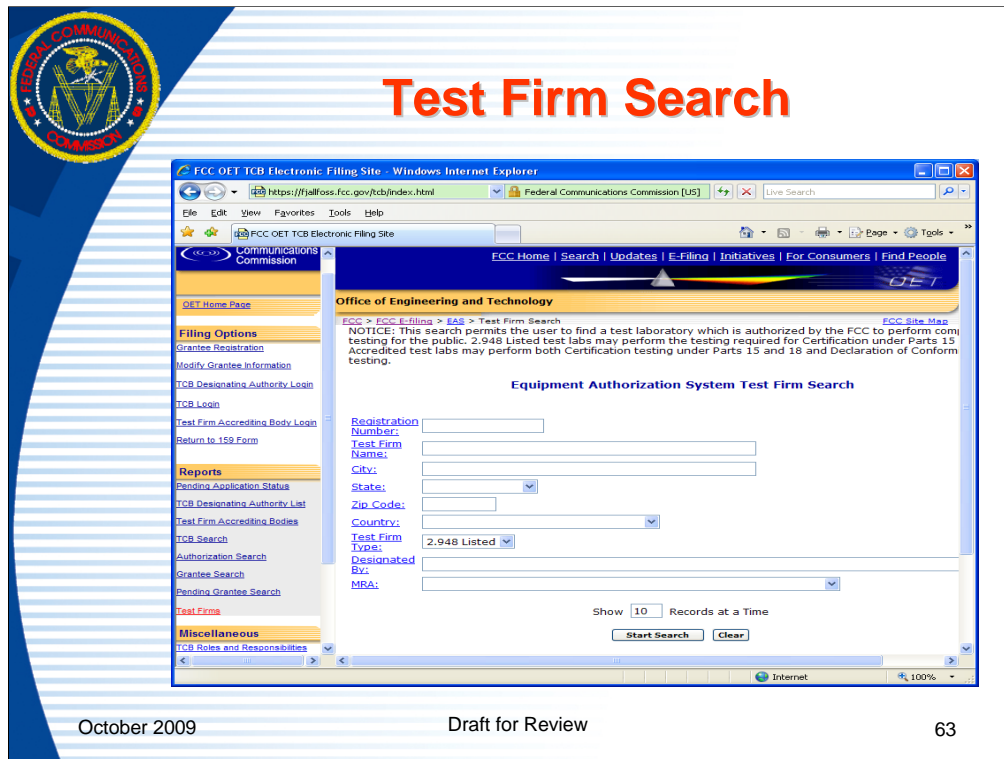 FEDERAL COMMUNICATIONS COMMISSION
Test Firm Search
FCC OET TCB Electronic Filing Site - Windows Internet Explorer
https://fjallfoss.fcc.gov/tcb/index.html
Federal Communications Commission [US]
Live Search
File Edit View Favorites Tools Help
FCC OET TCB Electronic Filing Site
Page
Tools
Communications
Commission
FCC Home | Search | Updates | E-Filing | Initiatives | For Consumers | Find People
OET
OET Home Page
Filing Options
Grantee Registration
Modify Grantee Information
TCB Designating Authority Login
TCB Login
Test Firm Accrediting Body Login
Return to 159 Form
Reports
Pending Application Status
TCB Designating Authority List
Test Firm Accrediting Bodies
TCB Search
Authorization Search
Grantee Search
Pending Grantee Search
Test Firms
Miscellaneous
TCB Roles and Responsibilities
Office of Engineering and Technology
FCC > FCC E-filing > EAS > Test Firm Search
FCC Site Map
NOTICE: This search permits the user to find a test laboratory which is authorized by the FCC to perform com
testing for the public. 2.948 Listed test labs may perform the testing required for Certification under Parts 15
Accredited test labs may perform both Certification testing under Parts 15 and 18 and Declaration of Conform
testing.
Equipment Authorization System Test Firm Search
Registration
Number:
Test Firm
Name:
City:
State:
Zip Code:
Country:
Test Firm
Type:
2.948 Listed
Designated
By:
MRA:
Show 10 Records at a Time
Start Search Clear
Internet
100%
October 2009
Draft for Review
63